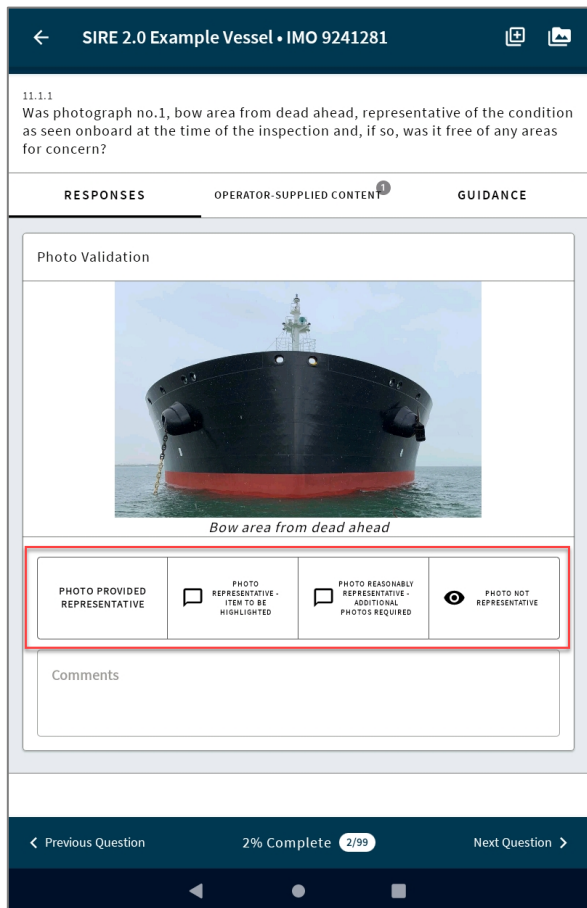 SIRE 2.0 Example Vessel • IMO 9241281
11.1.1
Was photograph no.1, bow area from dead ahead, representative of the condition
as seen onboard at the time of the inspection and, if so, was it free of any areas
for concern?
RESPONSES
OPERATOR-SUPPLIED CONTENT
1
GUIDANCE
Photo Validation
Bow area from dead ahead
PHOTO PROVIDED
REPRESENTATIVE
PHOTO
REPRESENTATIVE -
ITEM TO BE
HIGHLIGHTED
PHOTO REASONABLY
REPRESENTATIVE -
ADDITIONAL
PHOTOS REQUIRED
PHOTO NOT
REPRESENTATIVE
Comments
Previous Question
2% Complete
2/99
Next Question